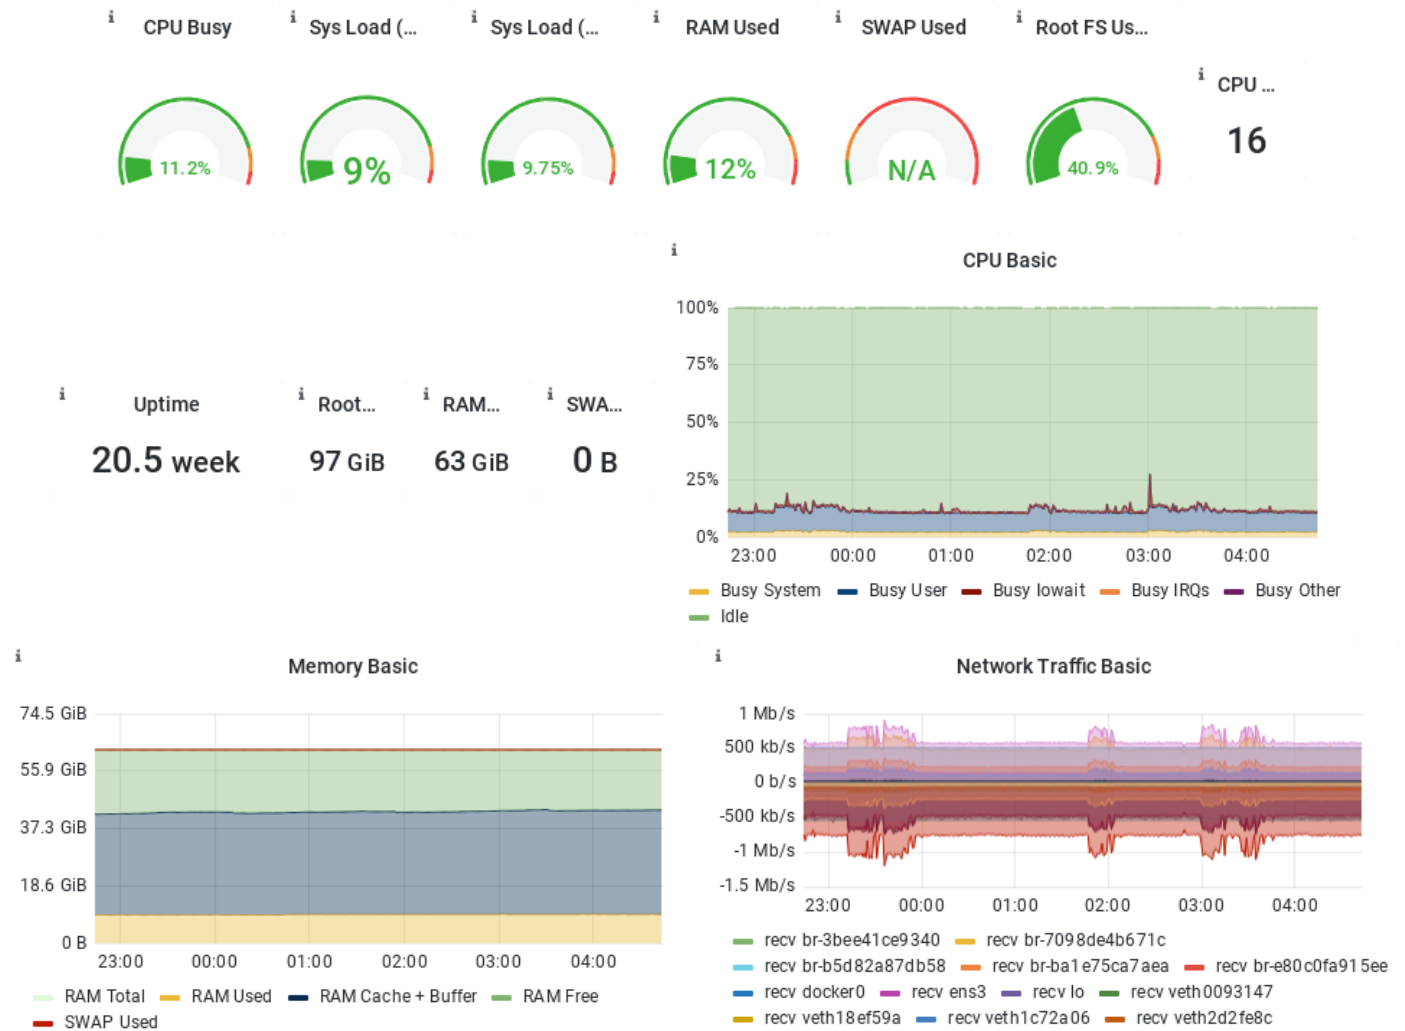 CPU Busy
Sys Load (...
Sys Load (...
RAM Used
SWAP Used
Root FS Us...
CPU ...
11.2%
9%
9.75%
12%
N/A
40.9%
16
CPU Basic
100%
75%
50%
25%
0%
23:00 00:00 01:00 02:00 03:00 04:00
Busy System Busy User Busy Iowait Busy IRQs Busy Other
Idle
Uptime
Root...
RAM...
SWA...
20.5 week
97 GiB
63 GiB
0 B
Memory Basic
74.5 GiB
55.9 GiB
37.3 GiB
18.6 GiB
0 B
23:00 00:00 01:00 02:00 03:00 04:00
RAM Total RAM Used RAM Cache + Buffer RAM Free
SWAP Used
Network Traffic Basic
1 Mb/s
500 kb/s
0 b/s
-500 kb/s
-1 Mb/s
-1.5 Mb/s
23:00 00:00 01:00 02:00 03:00 04:00
recv br-3bee41ce9340 recv br-7098de4b671c
recv br-b5d82a87db58 recv br-ba1e75ca7aea recv br-e80c0fa915ee
recv docker0 recv ens3 recv lo recv veth0093147
recv veth18ef59a recv veth1c72a06 recv veth2d2fe8c